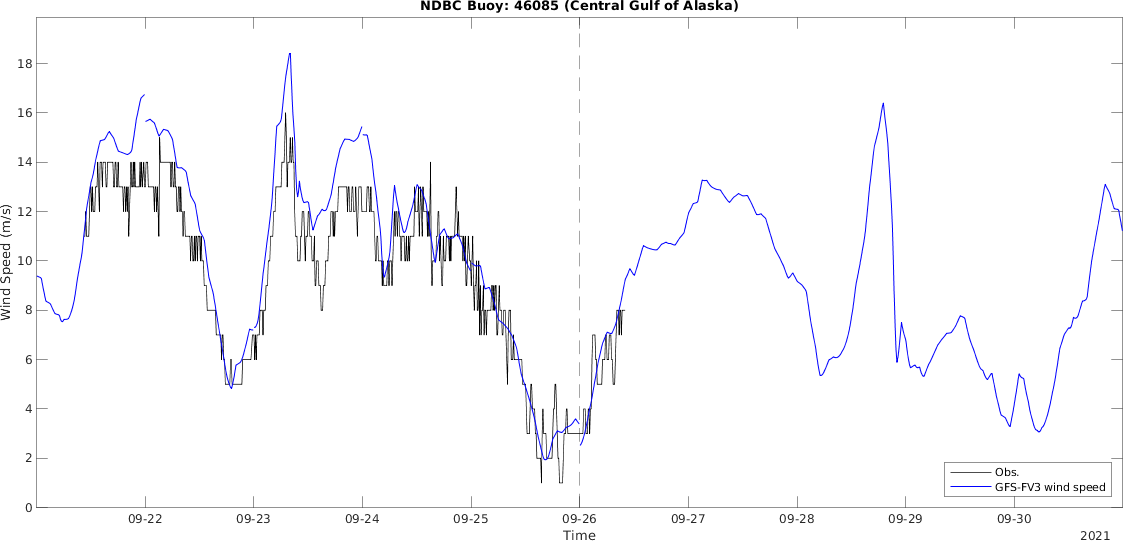 NDBC Buoy: 46085 (Central Gulf of Alaska)
Wind Speed (m/s)
18
16
14
12
10
8
6
4
2
0
Obs.
GFS-FV3 wind speed
09-22 09-23 09-24 09-25 09-26 09-27 09-28 09-29 09-30
Time
2021